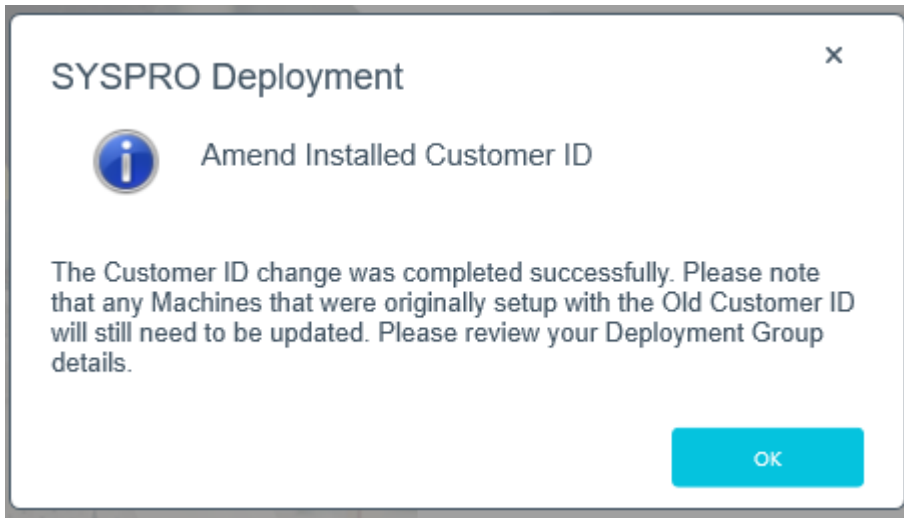 SYSPRO Deployment
Amend Installed Customer ID
The Customer ID change was completed successfully. Please note
that any Machines that were originally setup with the Old Customer ID
will still need to be updated. Please review your Deployment Group
details.
OK